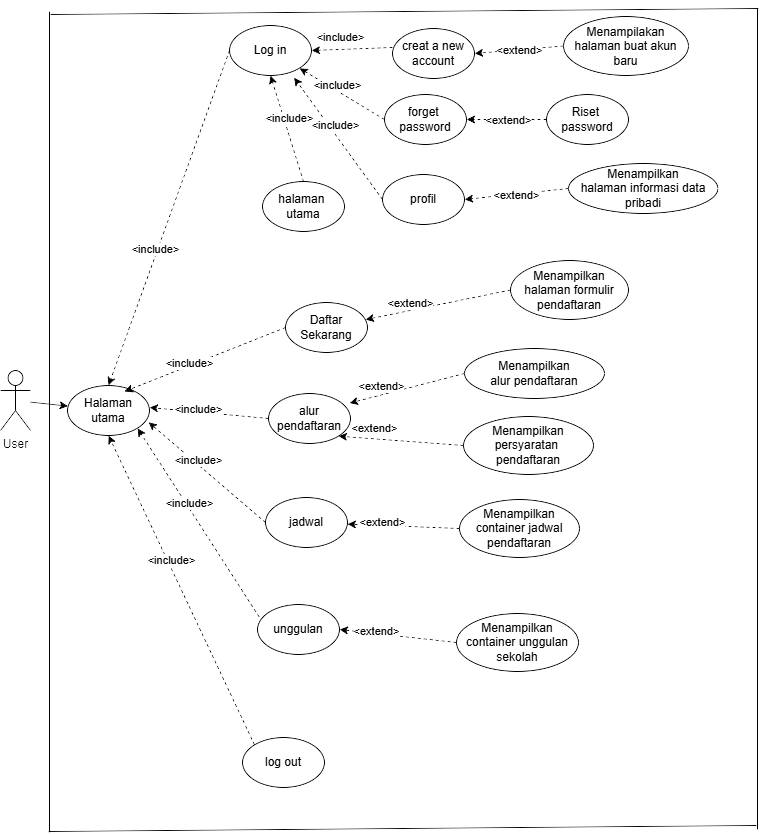 Log in
<include>
creat a new
account
<extend>
Menampilakan
halaman buat akun
baru
<include>
forget
password
<extend>
Riset
password
<include>
<include>
halaman
utama
profil
<extend>
Menampilkan
halaman informasi data
pribadi
<include>
Daftar
Sekarang
<extend>
Menampilkan
halaman formulir
pendaftaran
<include>
User
Halaman
utama
<include>
alur
pendaftaran
<extend>
Menampilkan
alur pendaftaran
<extend>
Menampilkan
persyaratan
pendaftaran
<include>
jadwal
<extend>
Menampilkan
container jadwal
pendaftaran
<include>
unggulan
<extend>
Menampilkan
container unggulan
sekolah
<include>
log out